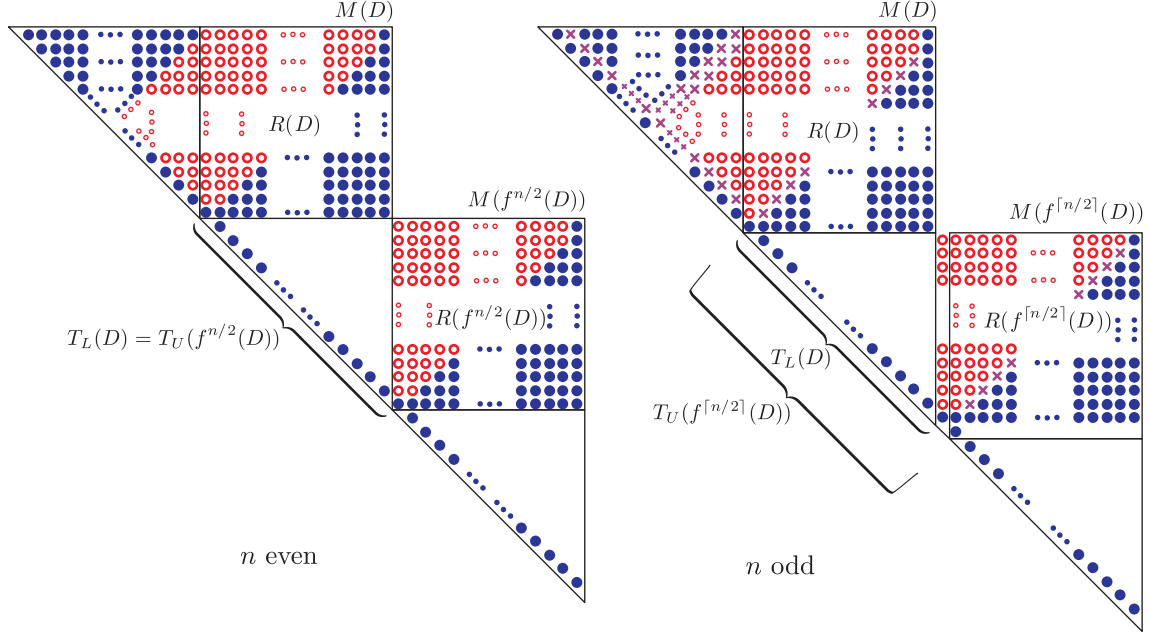 M(D)
M(D)
R(D)
R(D)
M(f^{n/2}(D))
M(f^{⌈n/2⌉}(D))
T_L(D) = T_U(f^{n/2}(D))
R(f^{n/2}(D))
R(f^{⌈n/2⌉}(D))
T_L(D)
T_U(f^{⌈n/2⌉}(D))
n even
n odd